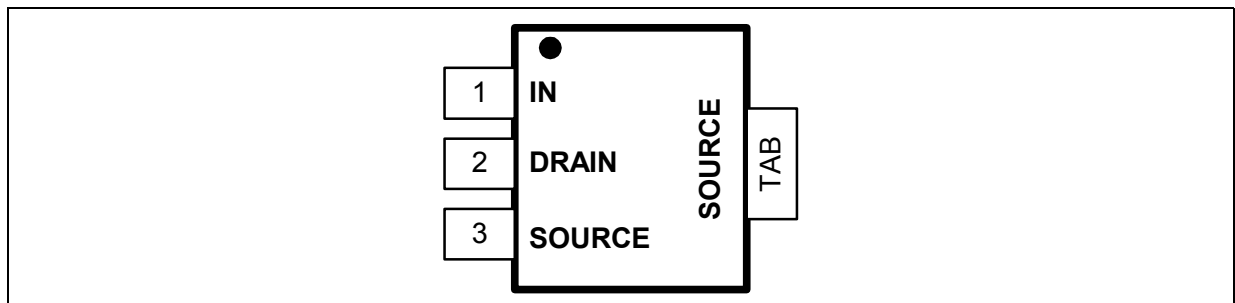 1 IN
2 DRAIN
3 SOURCE
SOURCE
TAB